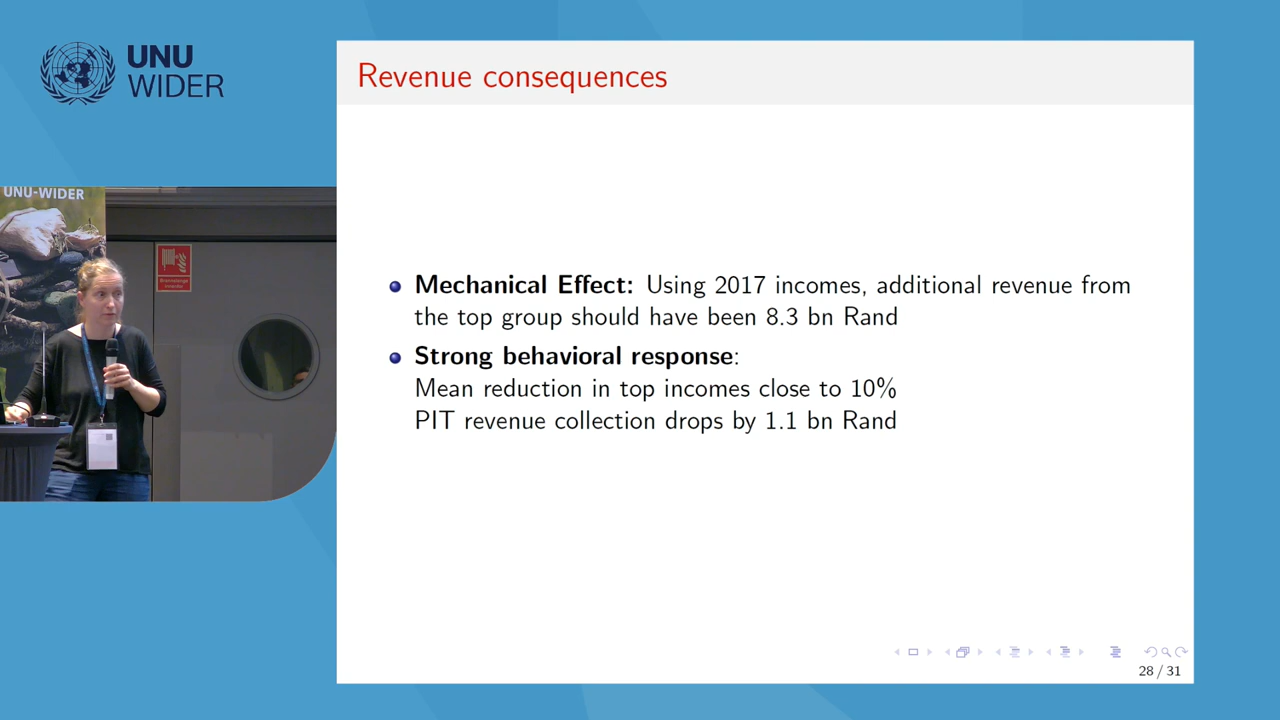 UNU
WIDER
Revenue consequences
UNU-WIDER
Mechanical Effect: Using 2017 incomes, additional revenue from
the top group should have been 8.3 bn Rand
Strong behavioral response:
Mean reduction in top incomes close to 10%
PIT revenue collection drops by 1.1 bn Rand
28 / 31